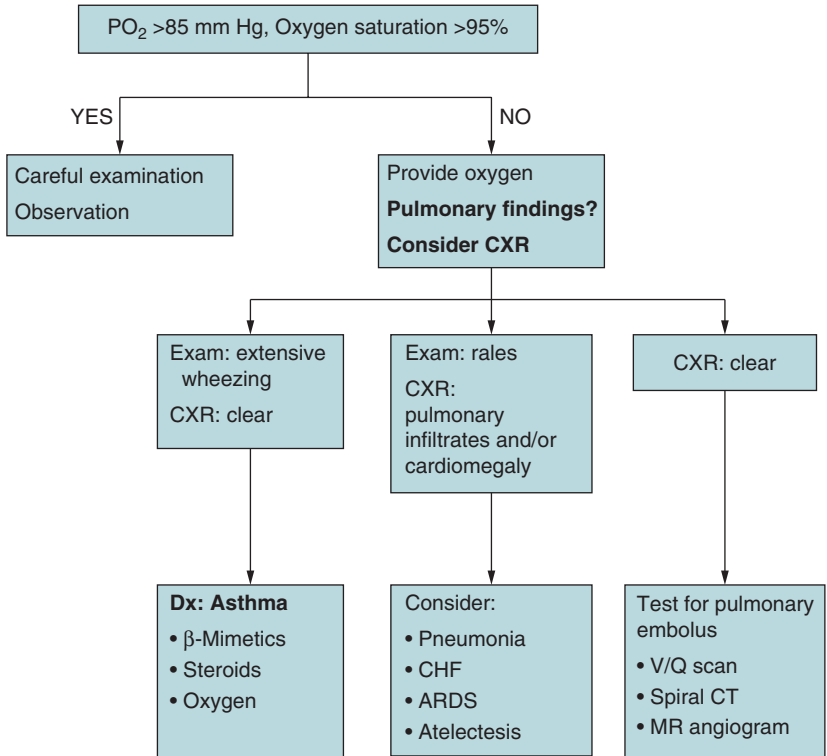 PO2 >85 mm Hg, Oxygen saturation >95%
YES
NO
Careful examination
Observation
Provide oxygen
Pulmonary findings?
Consider CXR
Exam: extensive
wheezing
CXR: clear
Exam: rales
CXR:
pulmonary
infiltrates and/or
cardiomegaly
CXR: clear
Dx: Asthma
• β-Mimetics
• Steroids
• Oxygen
Consider:
• Pneumonia
• CHF
• ARDS
• Atelectesis
Test for pulmonary
embolus
• V/Q scan
• Spiral CT
• MR angiogram